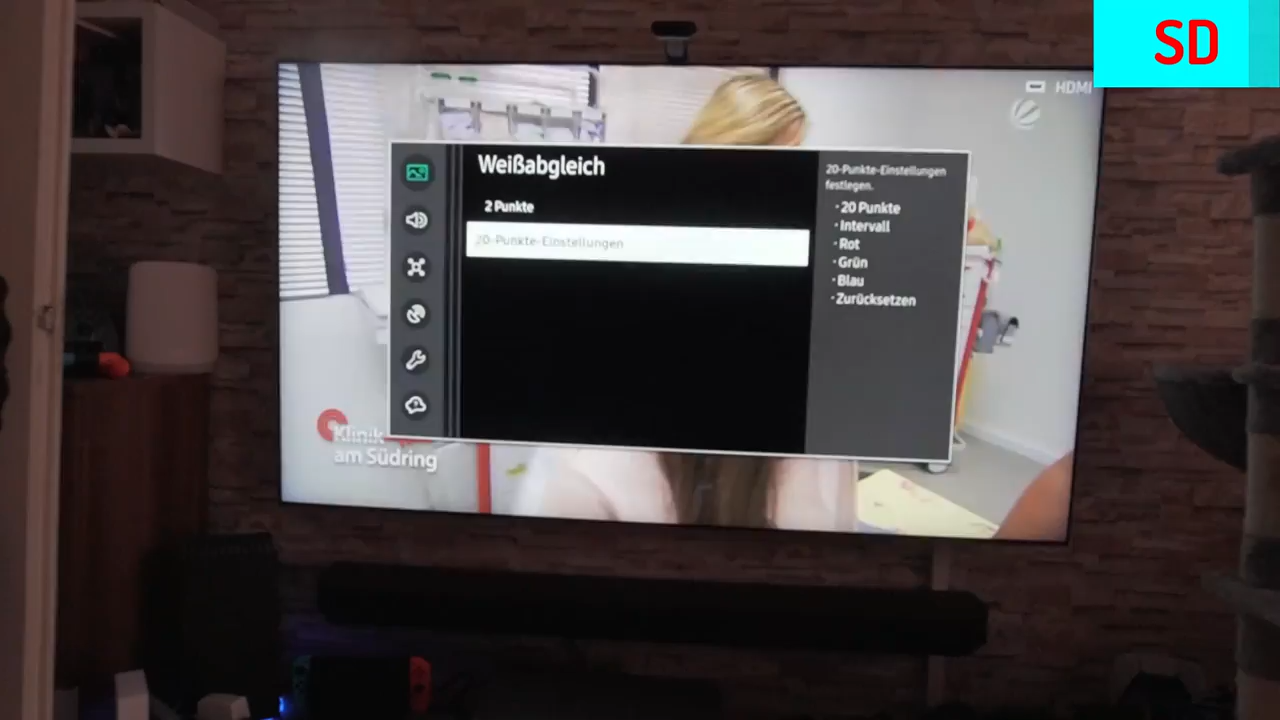 SD
HDMI
Weißabgleich
2 Punkte
20-Punkte-Einstellungen
20-Punkte-Einstellungen
festlegen.
· 20 Punkte
· Intervall
· Rot
· Grün
· Blau
· Zurücksetzen
Klinik
am Südring